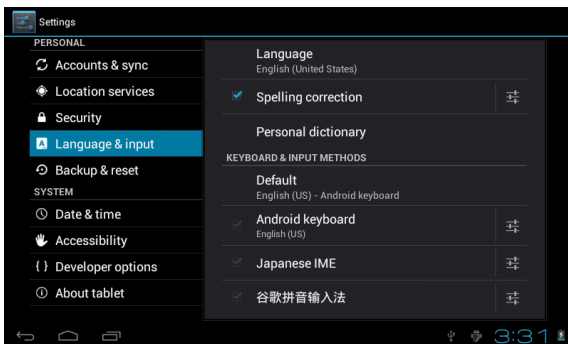 Settings
PERSONAL
Accounts & sync
Location services
Security
Language & input
Backup & reset
SYSTEM
Date & time
Accessibility
{ } Developer options
About tablet
Language
English (United States)
Spelling correction
Personal dictionary
KEYBOARD & INPUT METHODS
Default
English (US) - Android keyboard
Android keyboard
English (US)
Japanese IME
谷歌拼音输入法
3:31